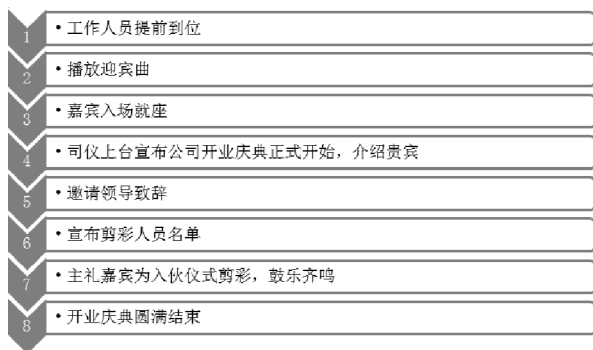 1
• 工作人员提前到位
2
• 播放迎宾曲
3
• 嘉宾入场就座
4
• 司仪上台宣布公司开业庆典正式开始，介绍贵宾
5
• 邀请领导致辞
6
• 宣布剪彩人员名单
7
• 主礼嘉宾为入伙仪式剪彩，鼓乐齐鸣
8
• 开业庆典圆满结束